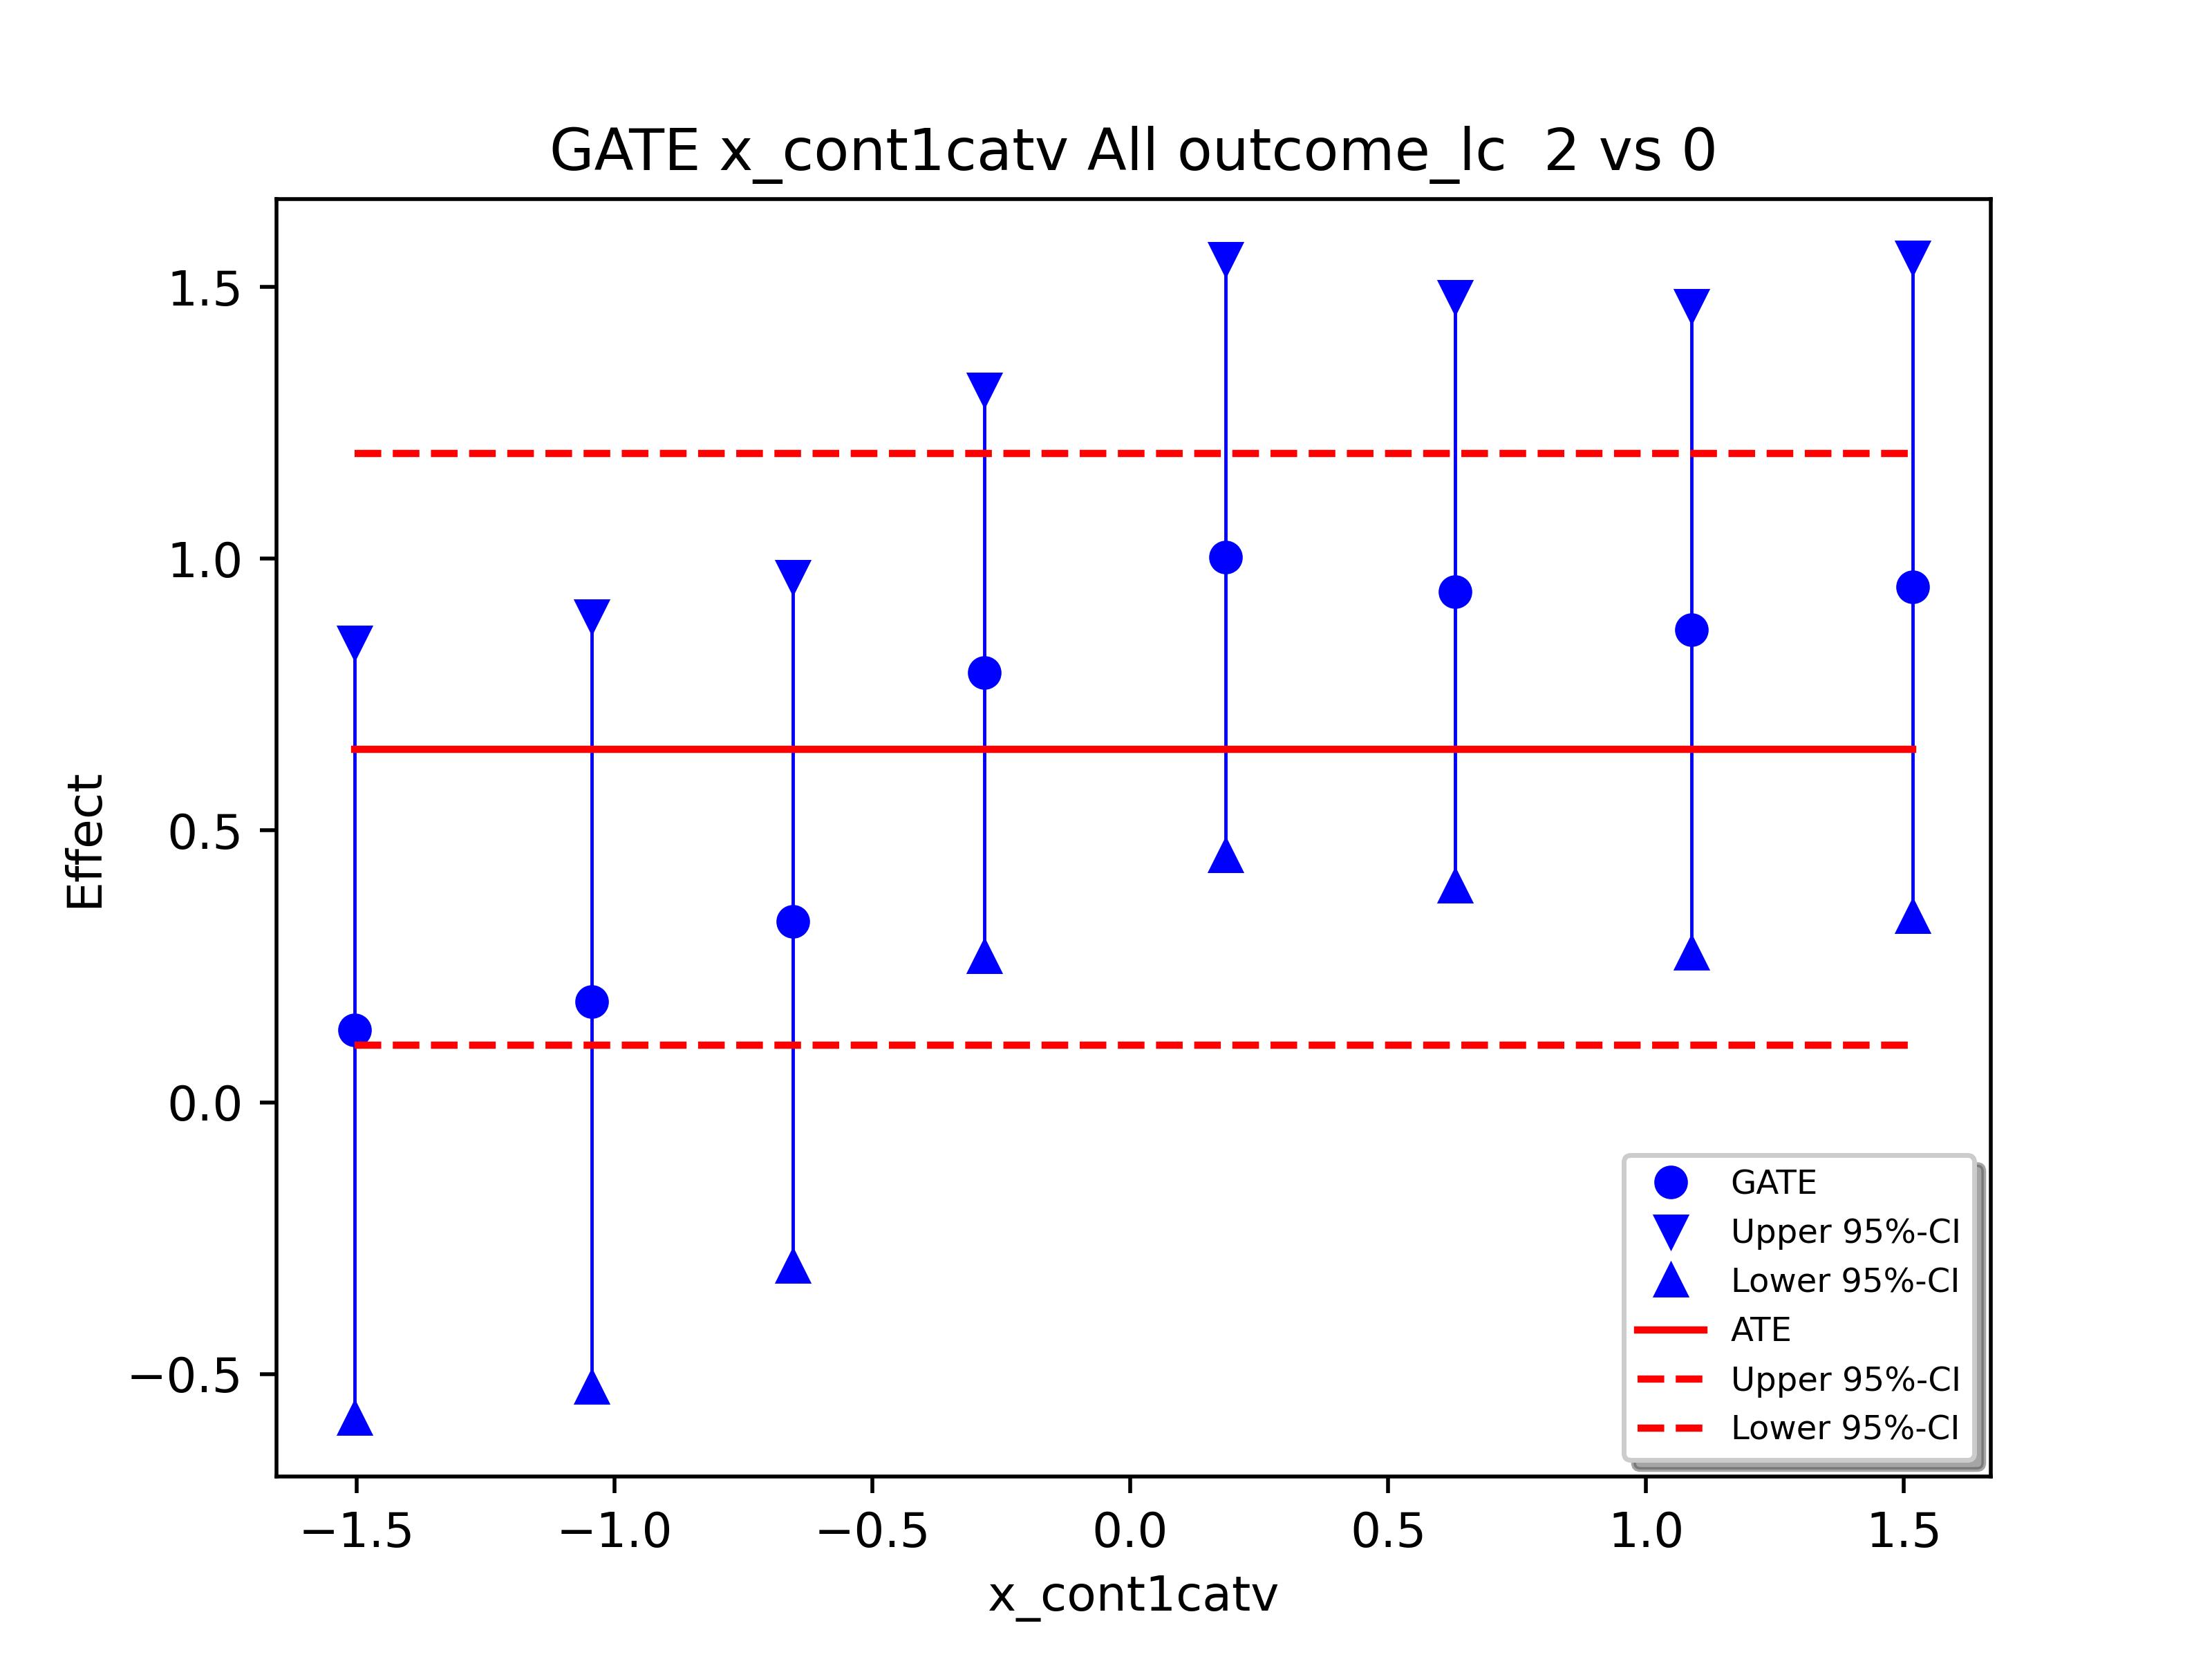 GATE x_cont1catv All outcome_lc  2 vs 0
1.5
1.0
0.5
0.0
−0.5
Effect
GATE
Upper 95%-CI
Lower 95%-CI
ATE
Upper 95%-CI
Lower 95%-CI
−1.5 −1.0 −0.5 0.0 0.5 1.0 1.5
x_cont1catv